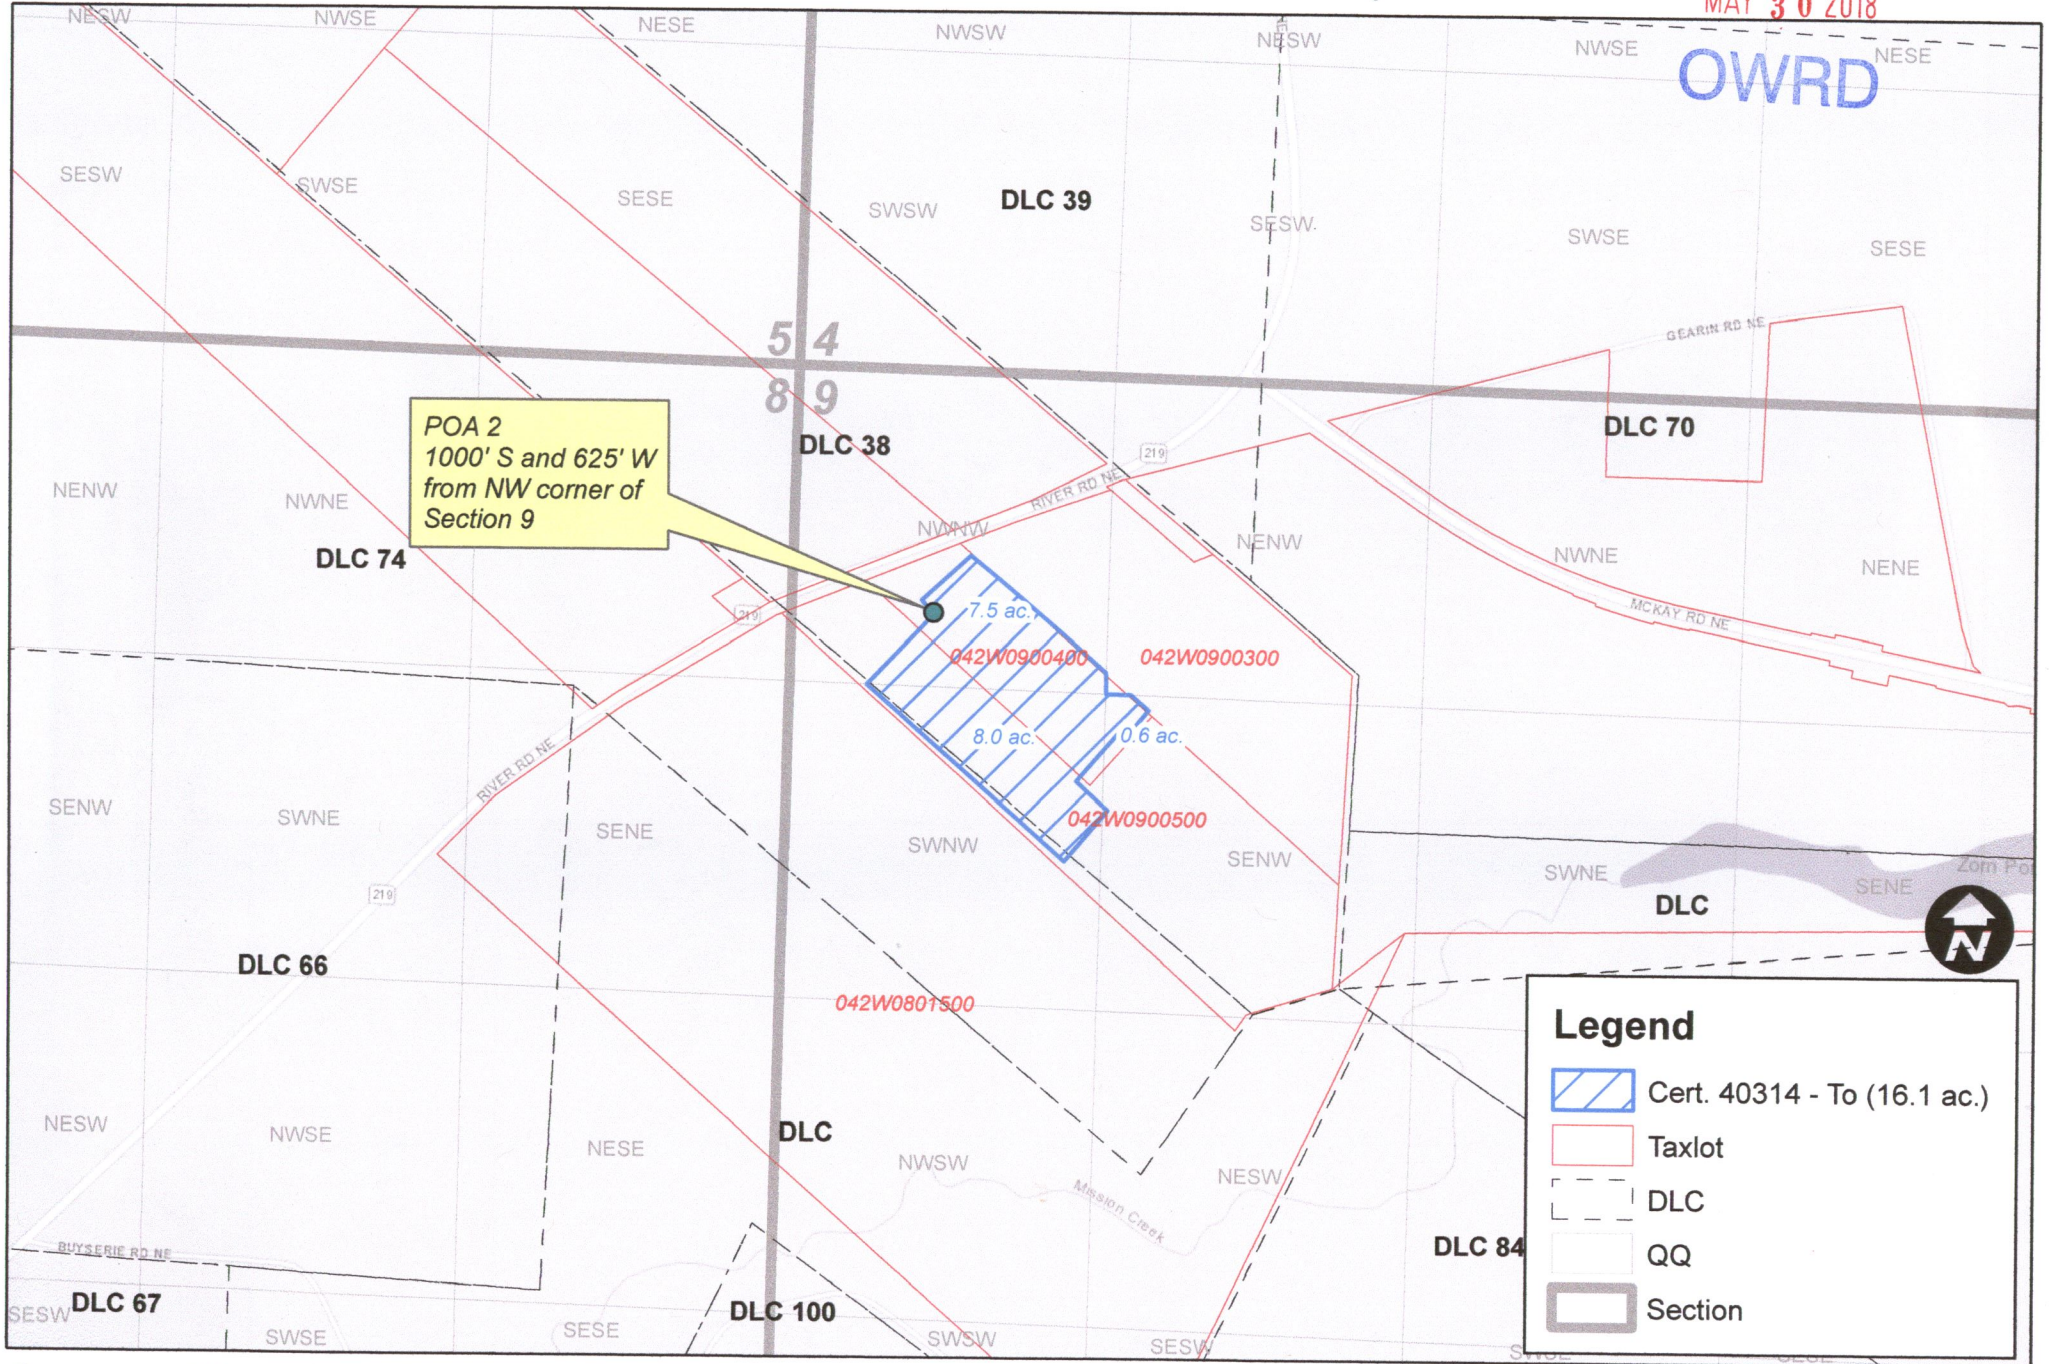 MAY 30 2018
OWRD
NESW
NWSE
NESE
NWSW
NESW
NWSE
NESE
SESW
SWSE
SESE
SWSW
DLC 39
SESW
SWSE
SESE
GEARIN RD NE
5 4
8 9
POA 2
1000' S and 625' W
from NW corner of
Section 9
DLC 38
DLC 70
219
RIVER RD NE
NENW
NWNE
NWNW
NENW
NWNE
NENE
DLC 74
MCKAY RD NE
219
7.5 ac.
042W0900400
042W0900300
8.0 ac.
0.6 ac.
RIVER RD NE
042W0900500
SENW
SWNE
SENE
SWNW
SENW
SWNE
SENE
219
DLC
N
DLC 66
042W0801500
Legend
Cert. 40314 - To (16.1 ac.)
Taxlot
DLC
QQ
Section
NESW
NWSE
NESE
DLC
NWSW
NESW
Mission Creek
BUYSERIE RD NE
DLC 84
DLC 67
DLC 100
SESW
SWSE
SESE
SWSW
SESW